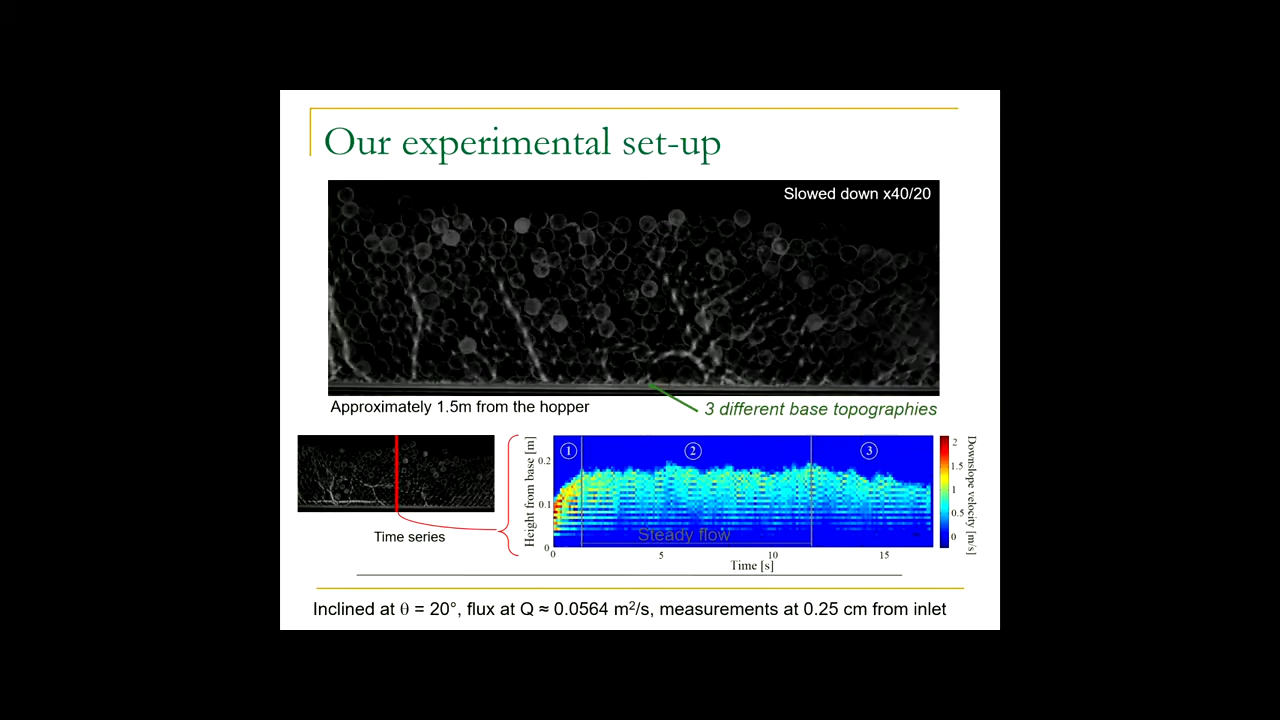 Our experimental set-up
Slowed down x40/20
Approximately 1.5m from the hopper
3 different base topographies
Time series
Height from base [m]
0.2
0.1
0
① ② ③
Steady flow
0 5 10 15
Time [s]
2
1.5
1
0.5
0
Downslope velocity [m/s]
Inclined at θ = 20°, flux at Q ≈ 0.0564 m²/s, measurements at 0.25 cm from inlet